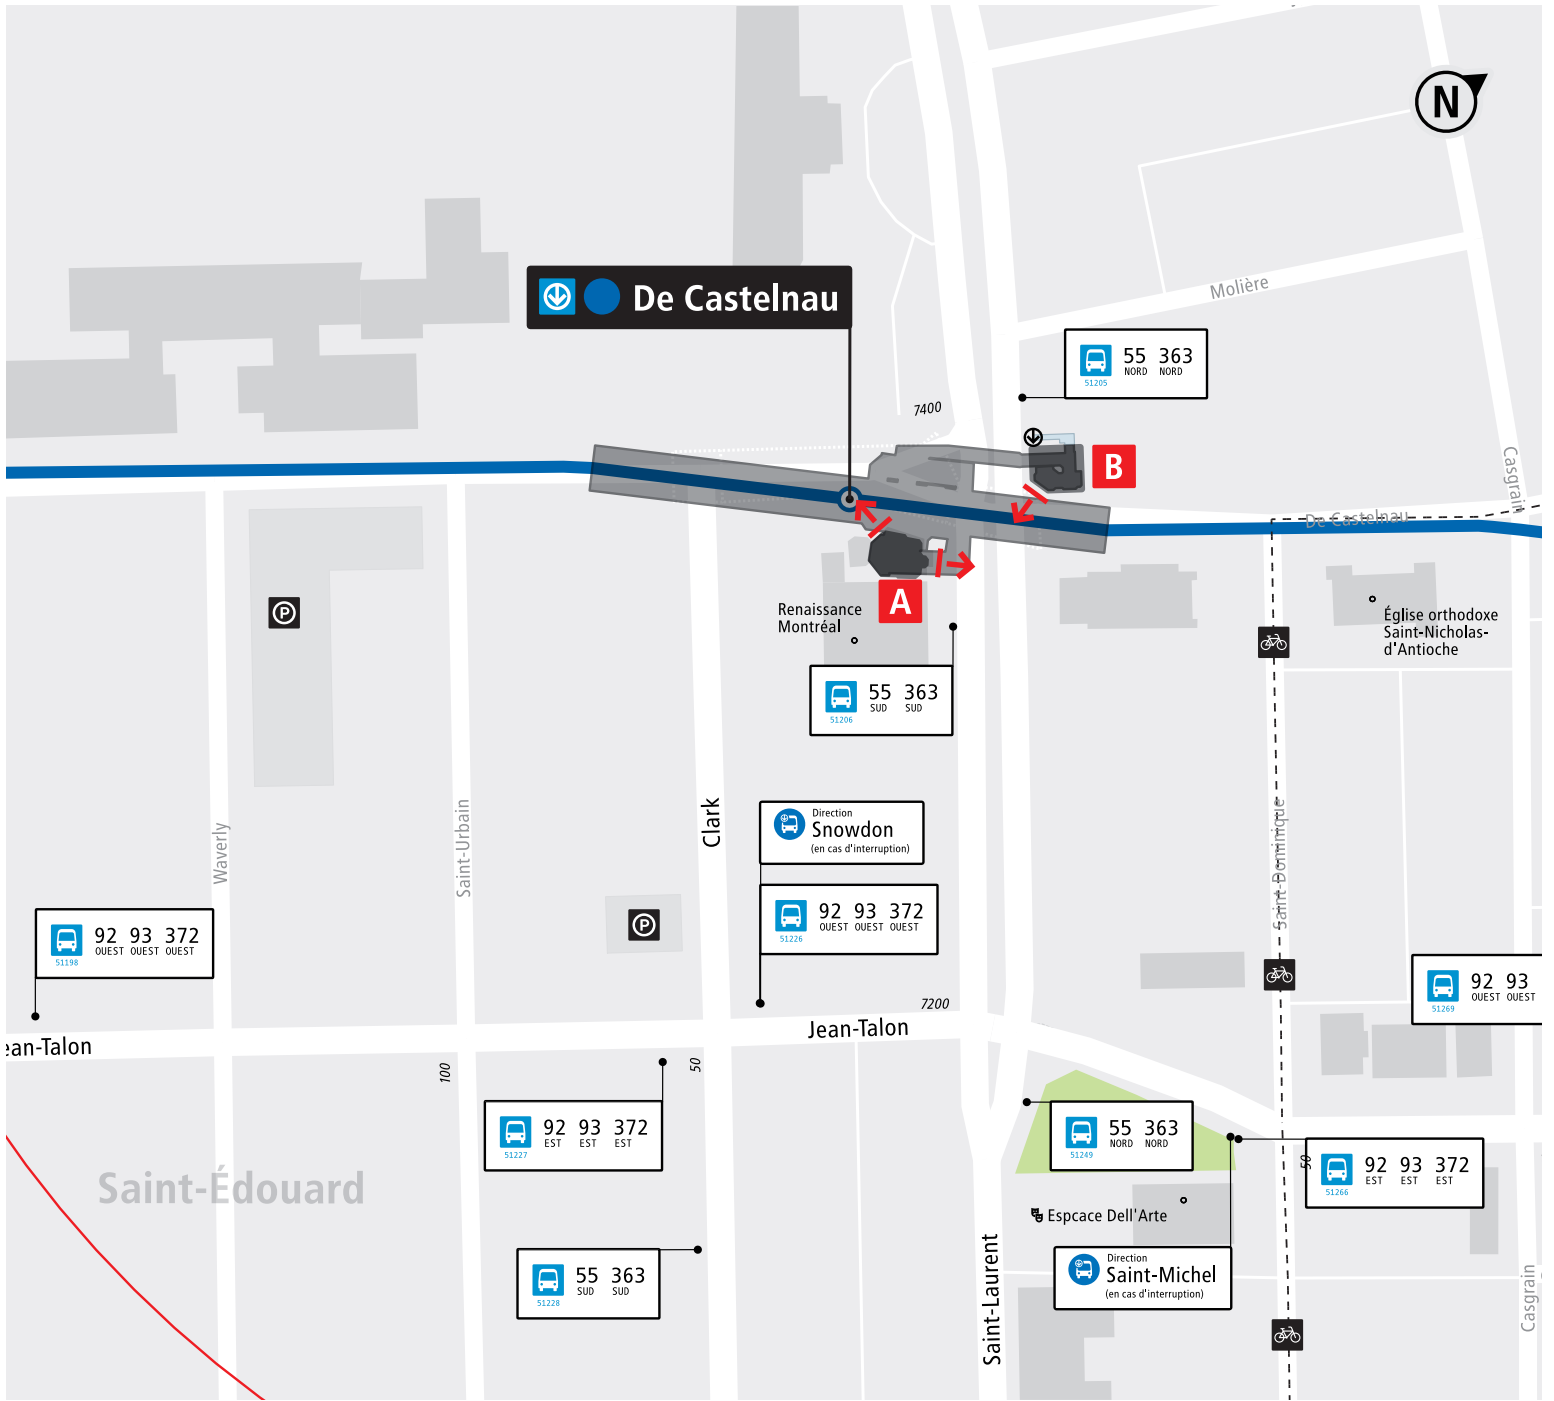 N
De Castelnau
Molière
55 363
NORD NORD
51205
7400
B
Casgrain
De Castelnau
A
Renaissance
Montréal
P
Église orthodoxe
Saint-Nicholas-
d'Antioche
55 363
SUD SUD
51206
Direction
Snowdon
(en cas d'interruption)
Waverly
Saint-Urbain
Clark
Saint-Dominique
92 93 372
OUEST OUEST OUEST
51226
92 93 372
OUEST OUEST OUEST
51198
P
92 93
OUEST OUEST
51269
7200
Jean-Talon
ean-Talon
100
50
92 93 372
EST EST EST
51227
55 363
NORD NORD
51249
50
92 93 372
EST EST EST
51266
Saint-Édouard
Espcace Dell'Arte
Direction
Saint-Michel
(en cas d'interruption)
55 363
SUD SUD
51228
Saint-Laurent
Casgrain